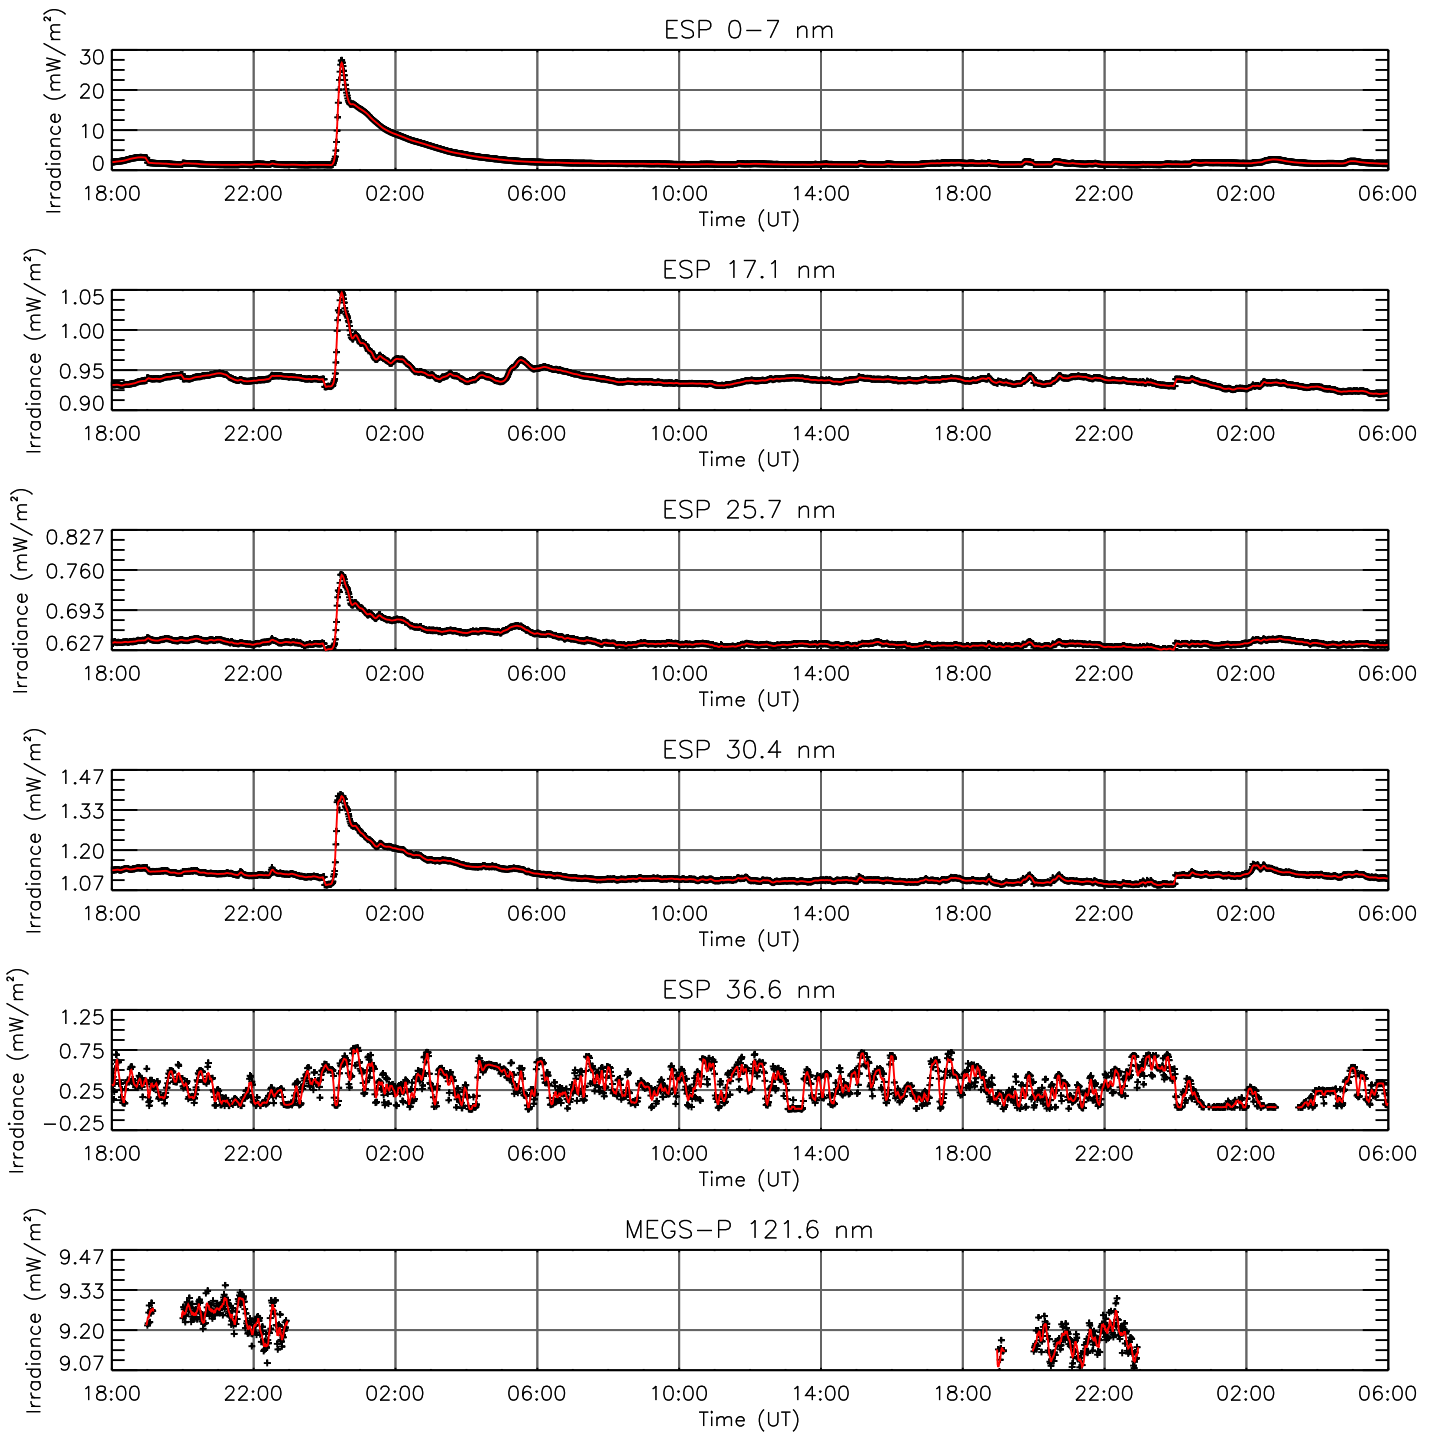 ESP 0-7 nm
Irradiance (mW/m²)
30
20
10
0
18:00 22:00 02:00 06:00 10:00 14:00 18:00 22:00 02:00 06:00
Time (UT)
ESP 17.1 nm
Irradiance (mW/m²)
1.05
1.00
0.95
0.90
18:00 22:00 02:00 06:00 10:00 14:00 18:00 22:00 02:00 06:00
Time (UT)
ESP 25.7 nm
Irradiance (mW/m²)
0.827
0.760
0.693
0.627
18:00 22:00 02:00 06:00 10:00 14:00 18:00 22:00 02:00 06:00
Time (UT)
ESP 30.4 nm
Irradiance (mW/m²)
1.47
1.33
1.20
1.07
18:00 22:00 02:00 06:00 10:00 14:00 18:00 22:00 02:00 06:00
Time (UT)
ESP 36.6 nm
Irradiance (mW/m²)
1.25
0.75
0.25
-0.25
18:00 22:00 02:00 06:00 10:00 14:00 18:00 22:00 02:00 06:00
Time (UT)
MEGS-P 121.6 nm
Irradiance (mW/m²)
9.47
9.33
9.20
9.07
18:00 22:00 02:00 06:00 10:00 14:00 18:00 22:00 02:00 06:00
Time (UT)